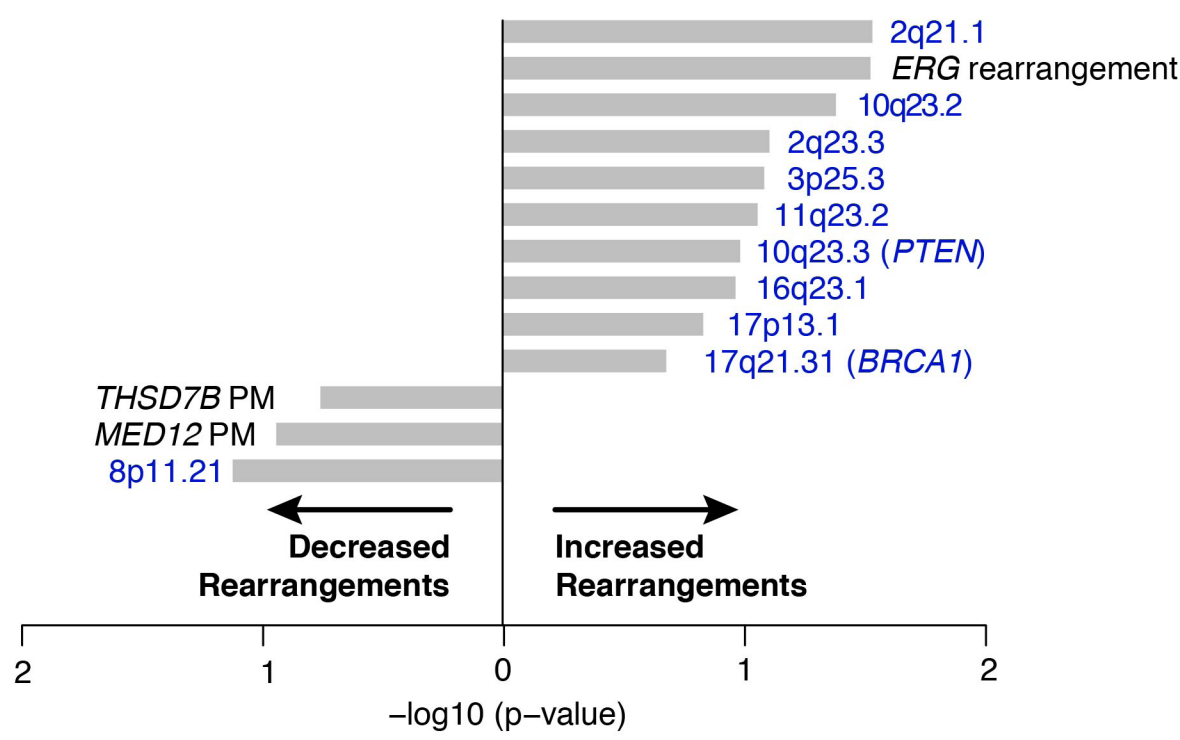 2q21.1
ERG rearrangement
10q23.2
2q23.3
3p25.3
11q23.2
10q23.3 (PTEN)
16q23.1
17p13.1
17q21.31 (BRCA1)
THSD7B PM
MED12 PM
8p11.21
Decreased Rearrangements
Increased Rearrangements
2 1 0 1 2
−log10 (p−value)